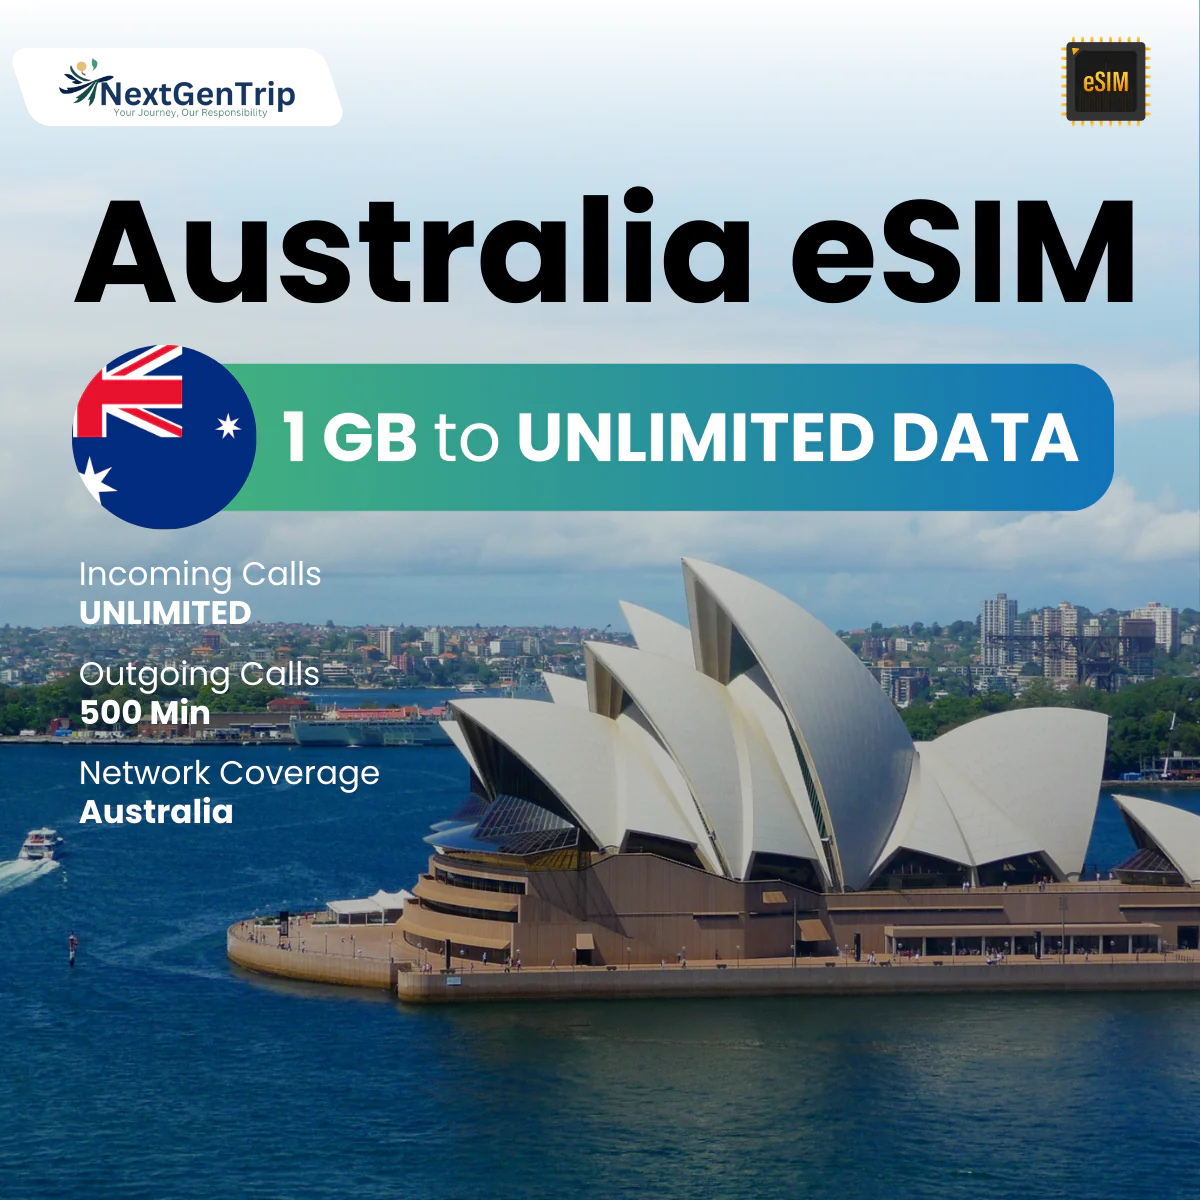 NextGenTrip
Your Journey, Our Responsibility
eSIM
Australia eSIM
1 GB to UNLIMITED DATA
Incoming Calls
UNLIMITED
Outgoing Calls
500 Min
Network Coverage
Australia